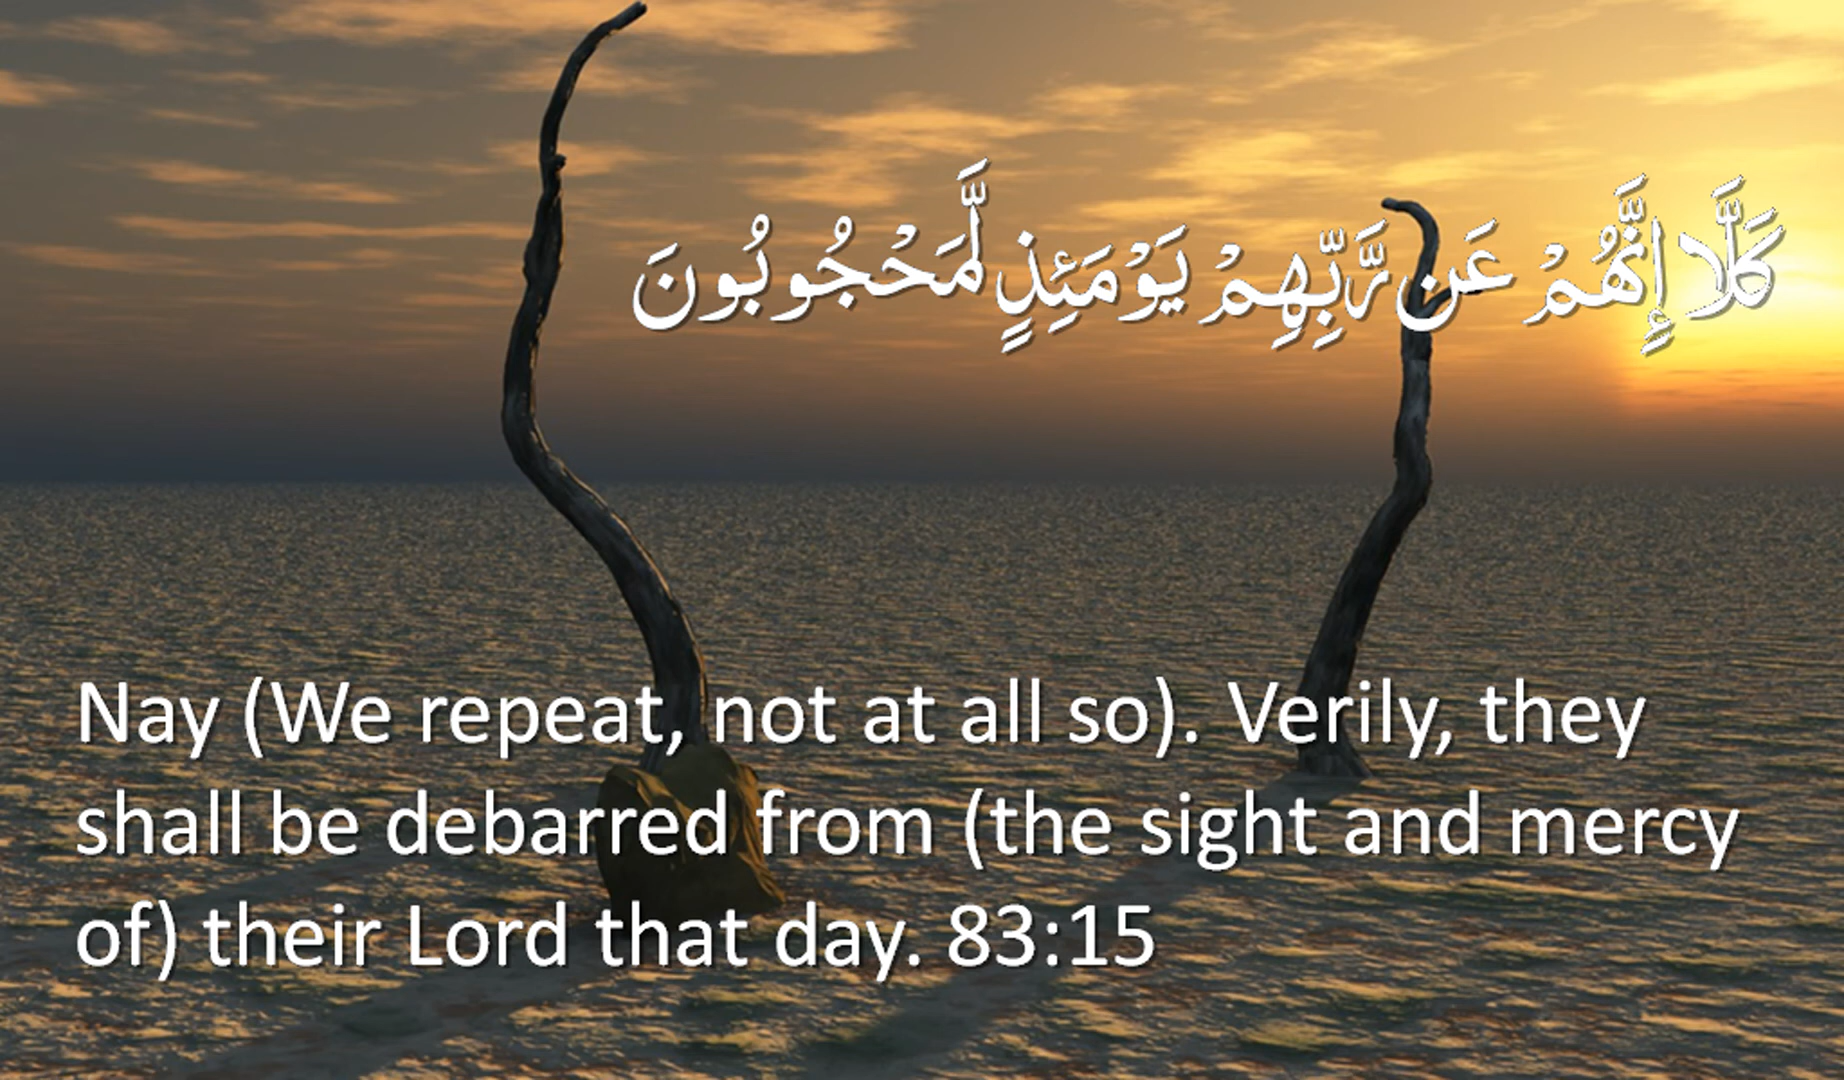 كَلَّا إِنَّهُمْ عَن رَّبِّهِمْ يَوْمَئِذٍ لَّمَحْجُوبُونَ
Nay (We repeat, not at all so). Verily, they
shall be debarred from (the sight and mercy
of) their Lord that day. 83:15